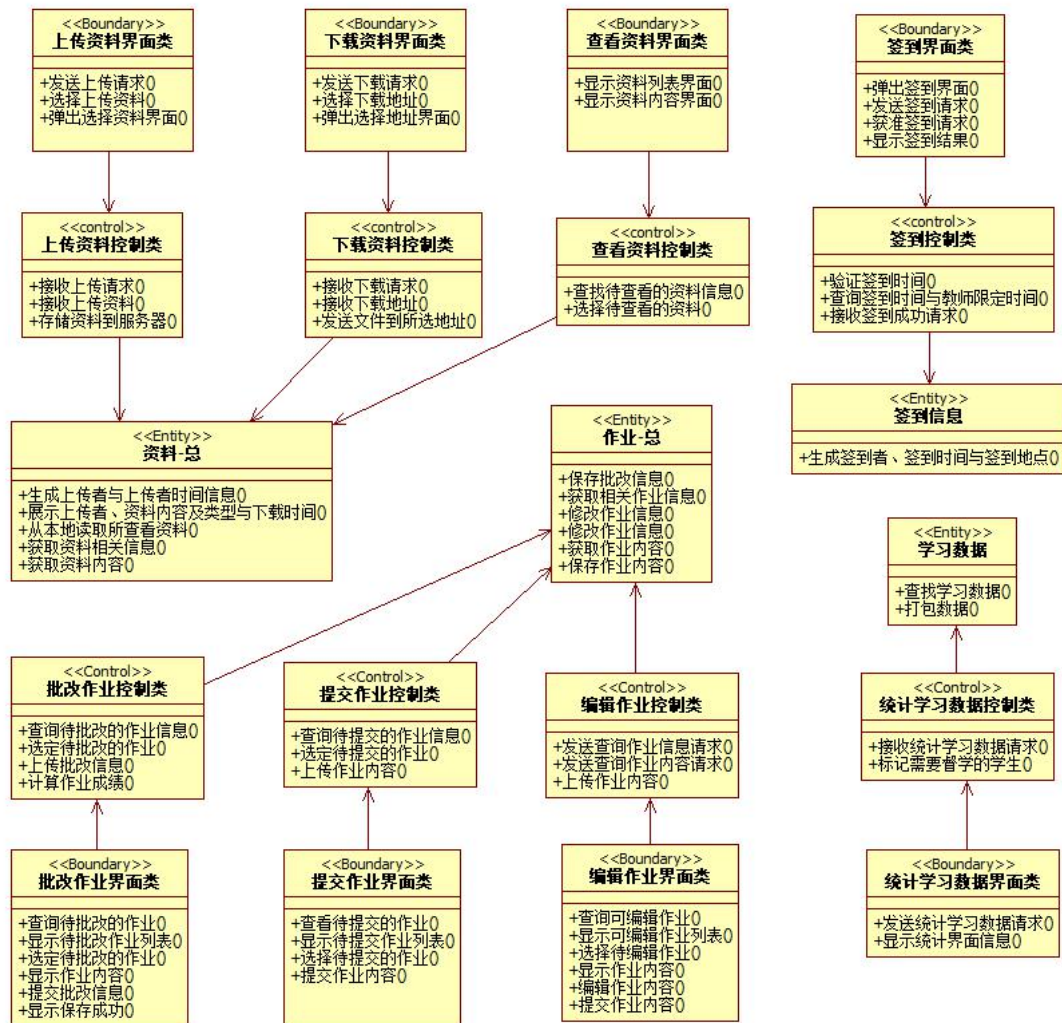 <<Boundary>>
上传资料界面类
+发送上传请求()
+选择上传资料()
+弹出选择资料界面()
<<Boundary>>
下载资料界面类
+发送下载请求()
+选择下载地址()
+弹出选择地址界面()
<<Boundary>>
查看资料界面类
+显示资料列表界面()
+显示资料内容界面()
<<Boundary>>
签到界面类
+弹出签到界面()
+发送签到请求()
+获准签到请求()
+显示签到结果()
<<control>>
上传资料控制类
+接收上传请求()
+接收上传资料()
+存储资料到服务器()
<<control>>
下载资料控制类
+接收下载请求()
+接收下载地址()
+发送文件到所选地址()
<<control>>
查看资料控制类
+查找待查看的资料信息()
+选择待查看的资料()
<<control>>
签到控制类
+验证签到时间()
+查询签到时间与教师限定时间()
+接收签到成功请求()
<<Entity>>
资料-总
+生成上传者与上传者时间信息()
+展示上传者、资料内容及类型与下载时间()
+从本地读取所查看资料()
+获取资料相关信息()
+获取资料内容()
<<Entity>>
作业-总
+保存批改信息()
+获取相关作业信息()
+修改作业信息()
+修改作业信息()
+获取作业内容()
+保存作业内容()
<<Entity>>
签到信息
+生成签到者、签到时间与签到地点()
<<Entity>>
学习数据
+查找学习数据()
+打包数据()
<<Control>>
批改作业控制类
+查询待批改的作业信息()
+选定待批改的作业()
+上传批改信息()
+计算作业成绩()
<<Control>>
提交作业控制类
+查询待提交的作业信息()
+选定待提交的作业()
+上传作业内容()
<<Control>>
编辑作业控制类
+发送查询作业信息请求()
+发送查询作业内容请求()
+上传作业内容()
<<Control>>
统计学习数据控制类
+接收统计学习数据请求()
+标记需要督学的学生()
<<Boundary>>
批改作业界面类
+查询待批改的作业()
+显示待批改作业列表()
+选定待批改的作业()
+显示作业内容()
+提交批改信息()
+显示保存成功()
<<Boundary>>
提交作业界面类
+查看待提交的作业()
+显示待提交作业列表()
+选择待提交的作业()
+提交作业内容()
<<Boundary>>
编辑作业界面类
+查询可编辑作业()
+显示可编辑作业列表()
+选择待编辑作业()
+显示作业内容()
+编辑作业内容()
+提交作业内容()
<<Boundary>>
统计学习数据界面类
+发送统计学习数据请求()
+显示统计界面信息()